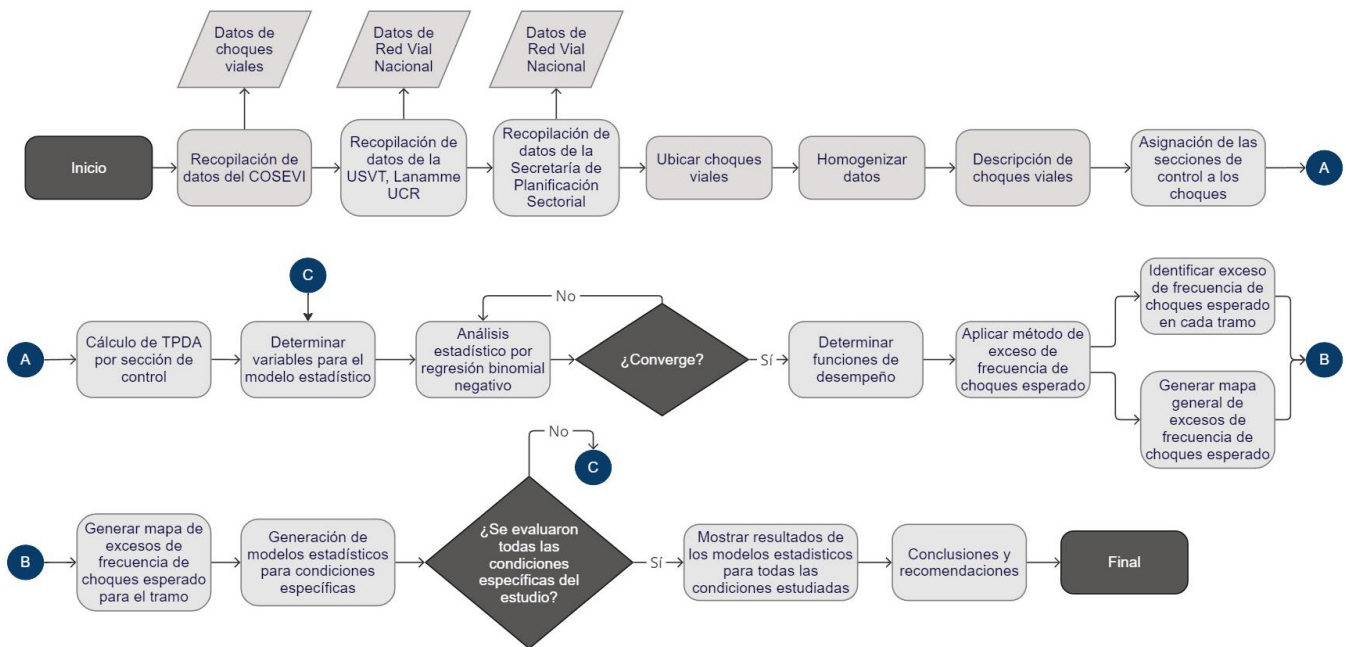 Datos de
choques
viales
Datos de
Red Vial
Nacional
Datos de
Red Vial
Nacional
Inicio
Recopilación de
datos del COSEVI
Recopilación de
datos de la
USVT, Lanamme
UCR
Recopilación de
datos de la
Secretaría de
Planificación
Sectorial
Ubicar choques
viales
Homogenizar
datos
Descripción de
choques viales
Asignación de las
secciones de
control a los
choques
A
A
Cálculo de TPDA
por sección de
control
C
Determinar
variables para el
modelo estadístico
Análisis
estadístico por
regresión binomial
negativo
No
¿Converge?
Sí
Determinar
funciones de
desempeño
Aplicar método de
exceso de
frecuencia de
choques esperado
Identificar exceso
de frecuencia de
choques esperado
en cada tramo
Generar mapa
general de
excesos de
frecuencia de
choques esperado
B
B
Generar mapa de
excesos de
frecuencia de
choques esperado
para el tramo
Generación de
modelos estadísticos
para condiciones
específicas
No
C
¿Se evaluaron
todas las
condiciones
específicas del
estudio?
Sí
Mostrar resultados de
los modelos estadisticos
para todas las
condiciones estudiadas
Conclusiones y
recomendaciones
Final